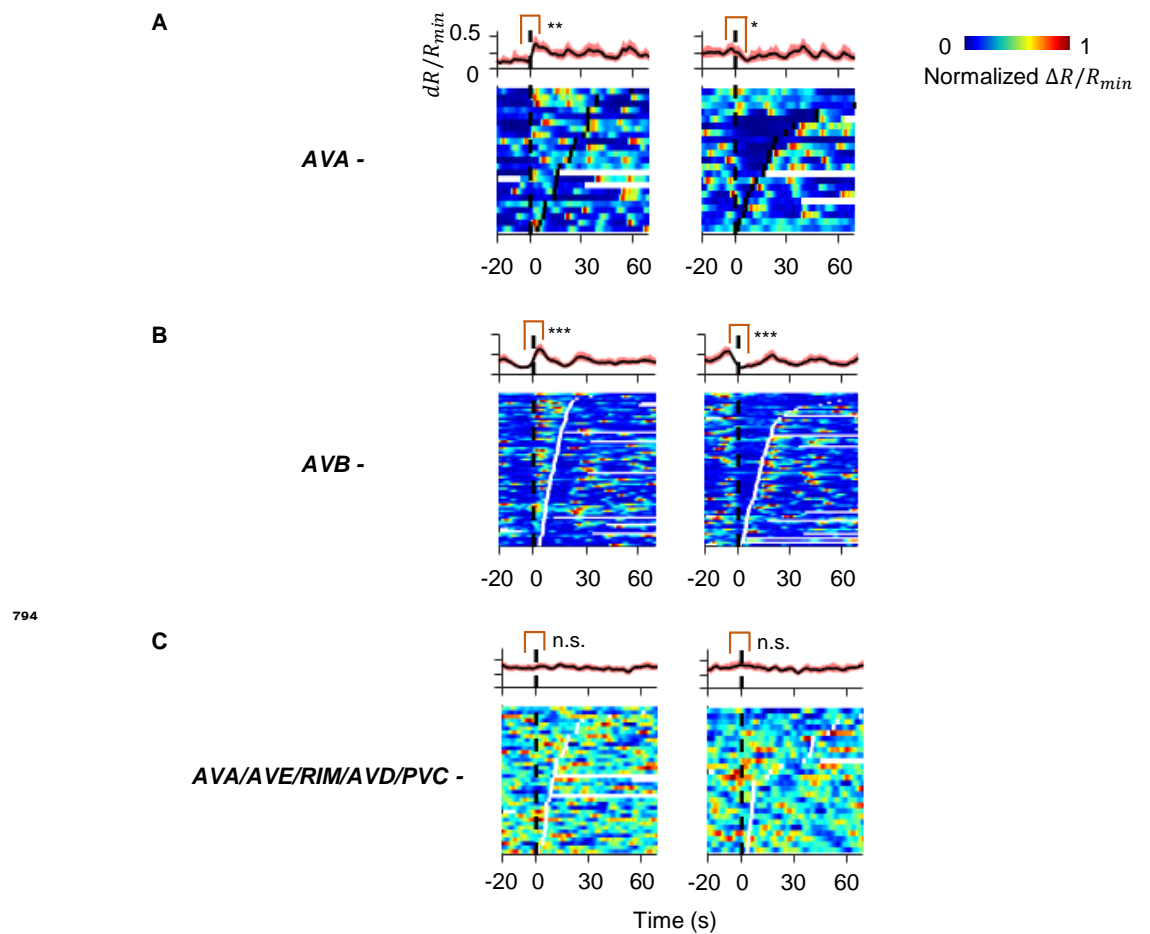 A
0.5
0
dR/R_min
**
*
0 1
Normalized ΔR/R_min
AVA -
-20 0 30 60
-20 0 30 60
B
***
***
AVB -
-20 0 30 60
-20 0 30 60
794
C
n.s.
n.s.
AVA/AVE/RIM/AVD/PVC -
-20 0 30 60
-20 0 30 60
Time (s)